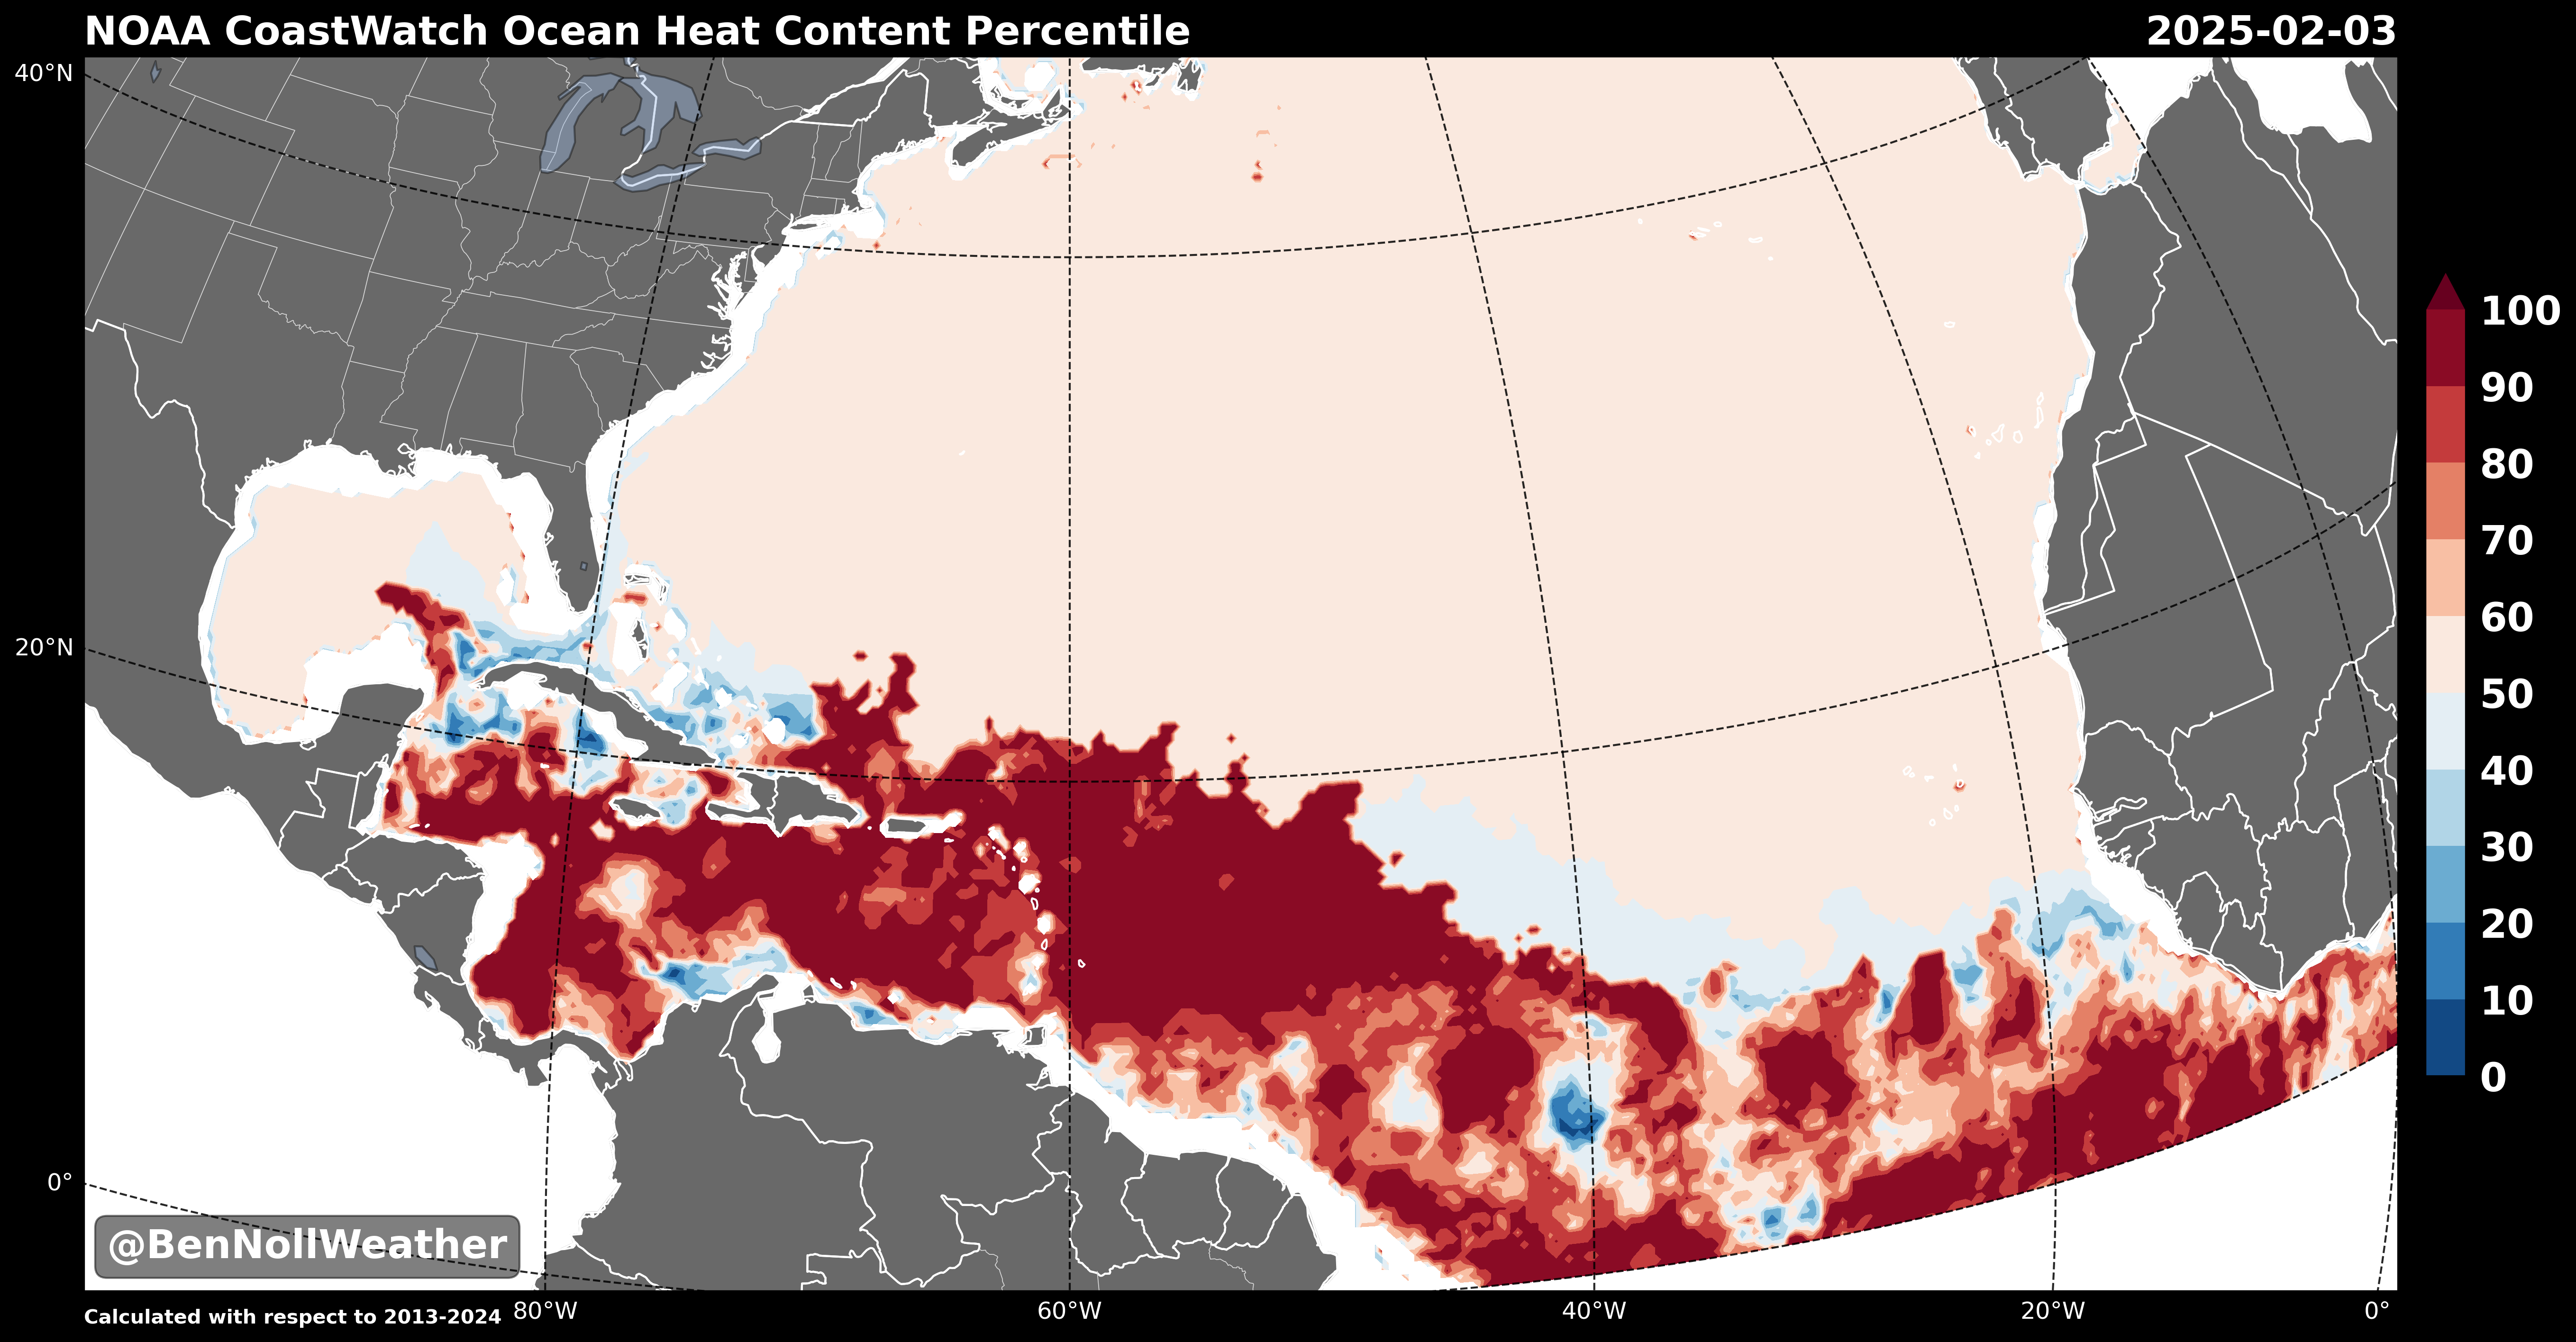 NOAA CoastWatch Ocean Heat Content Percentile
2025-02-03
40°N
20°N
0°
100
90
80
70
60
50
40
30
20
10
0
@BenNollWeather
Calculated with respect to 2013-2024
80°W
60°W
40°W
20°W
0°